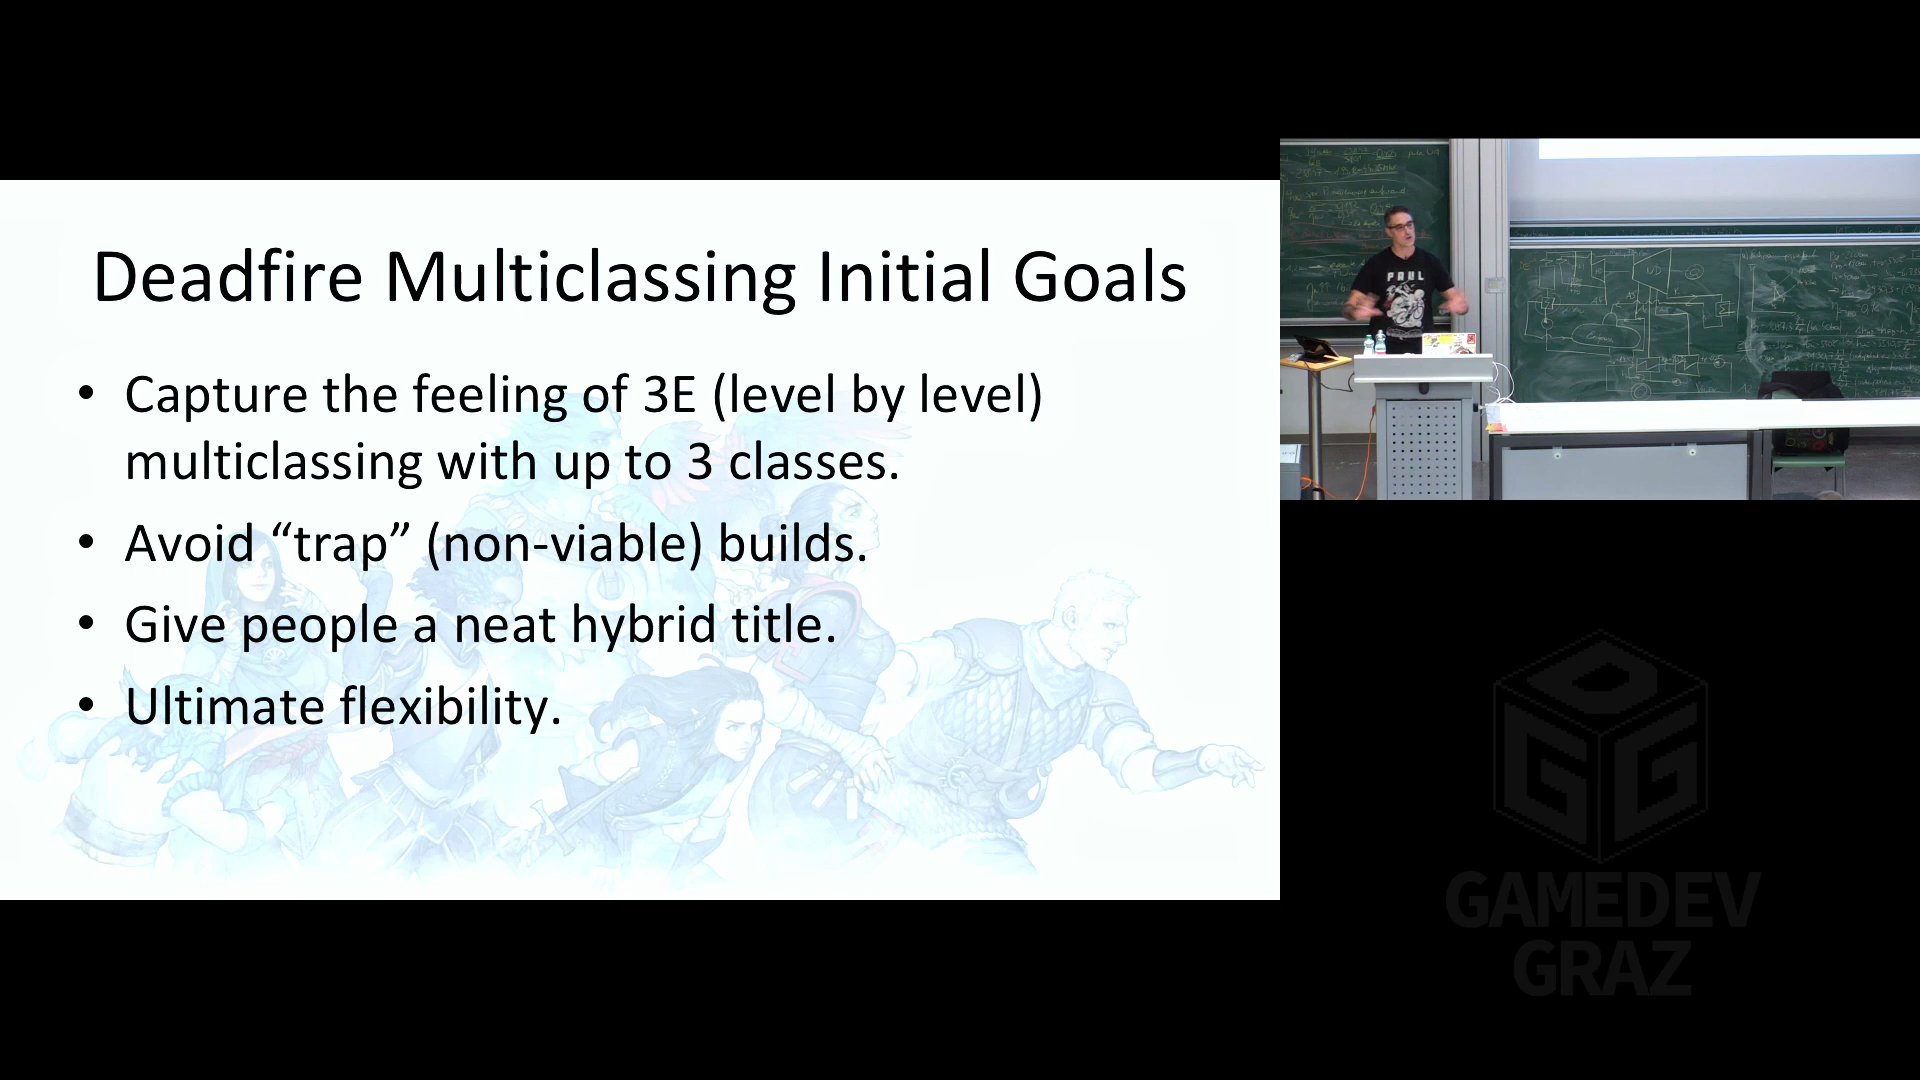 Deadfire Multiclassing Initial Goals
• Capture the feeling of 3E (level by level)
multiclassing with up to 3 classes.
• Avoid “trap” (non-viable) builds.
• Give people a neat hybrid title.
• Ultimate flexibility.
PAUL
GAMEDEV
GRAZ